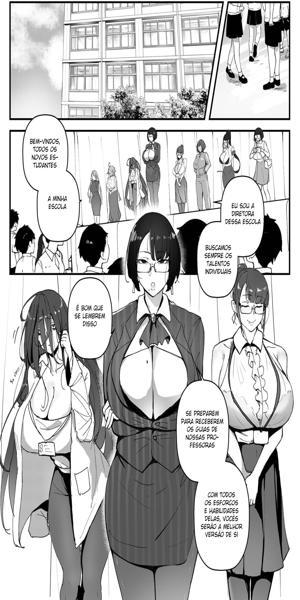 BEM-VINDOS,
TODOS OS
NOVOS ES-
TUDANTES
A MINHA
ESCOLA
EU SOU A
DIRETORA
DESSA ESCOLA
BUSCAMOS
SEMPRE OS
TALENTOS
INDIVIDUAIS
É BOM QUE
SE LEMBREM
DISSO
SE PREPAREM
PARA RECEBEREM
OS GUIAS DE
NOSSAS PRO-
FESSORAS
COM TODOS
OS ESFORÇOS
E HABILIDADES
DELAS, VOCÊS
SERÃO A MELHOR
VERSÃO DE SI